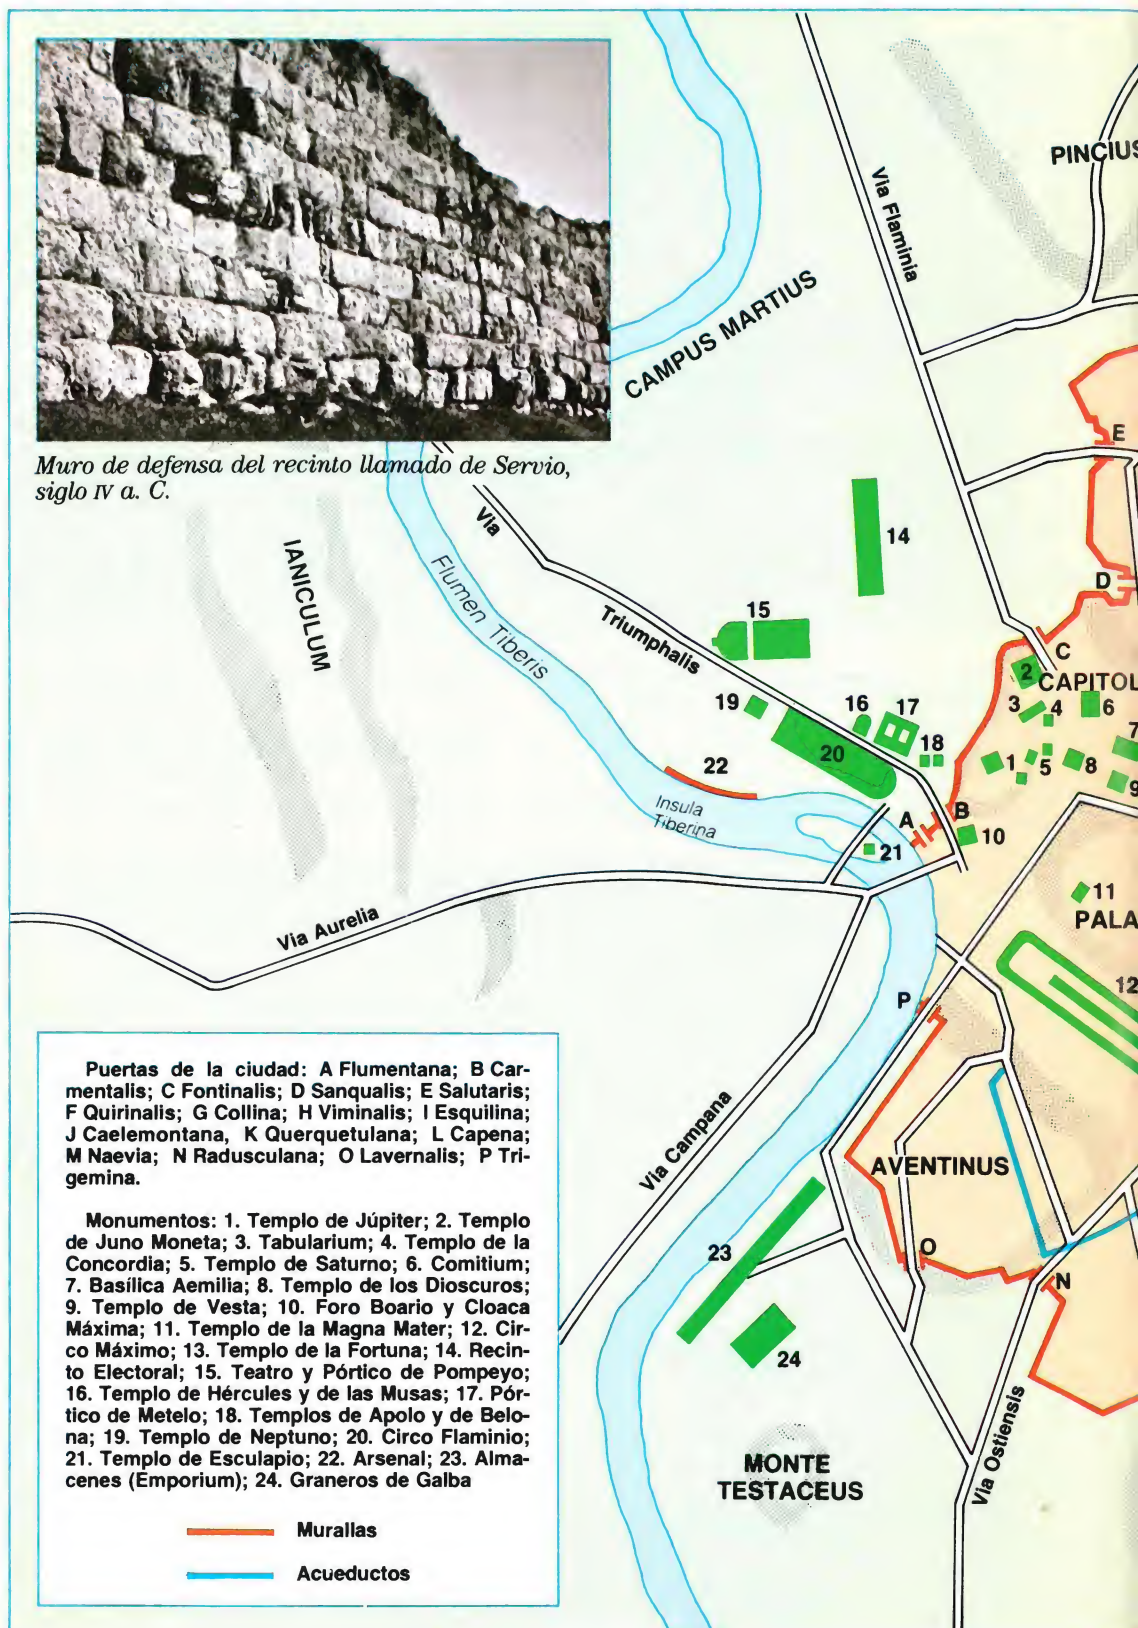 PINCIUS
Via Flaminia
CAMPUS MARTIUS
E
Muro de defensa del recinto llamado de Servio,
siglo IV a. C.
Via
14
IANICULUM
Flumen Tiberis
D
15
Triumphalis
C
2
CAPITOL
19
16
17
3
4
6
7
18
20
1
5
8
9
22
Insula
Tiberina
A
B
10
21
11
Via Aurelia
PALA
12
P
Puertas de la ciudad: A Flumentana; B Car-
mentalis; C Fontinalis; D Sanqualis; E Salutaris;
F Quirinalis; G Collina; H Viminalis; I Esquilina;
J Caelemontana, K Querquetulana; L Capena;
M Naevia; N Radusculana; O Lavernalis; P Tri-
gemina.
Monumentos: 1. Templo de Júpiter; 2. Templo
de Juno Moneta; 3. Tabularium; 4. Templo de la
Concordia; 5. Templo de Saturno; 6. Comitium;
7. Basílica Aemilia; 8. Templo de los Dioscuros;
9. Templo de Vesta; 10. Foro Boario y Cloaca
Máxima; 11. Templo de la Magna Mater; 12. Cir-
co Máximo; 13. Templo de la Fortuna; 14. Recin-
to Electoral; 15. Teatro y Pórtico de Pompeyo;
16. Templo de Hércules y de las Musas; 17. Pór-
tico de Metelo; 18. Templos de Apolo y de Belo-
na; 19. Templo de Neptuno; 20. Circo Flaminio;
21. Templo de Esculapio; 22. Arsenal; 23. Alma-
cenes (Emporium); 24. Graneros de Galba
Murallas
Acueductos
Via Campana
AVENTINUS
23
O
N
24
Via Ostiensis
MONTE
TESTACEUS